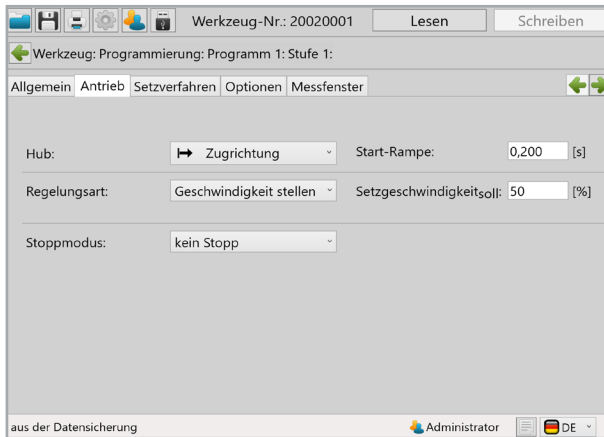 Werkzeug-Nr.: 20020001 Lesen Schreiben
Werkzeug: Programmierung: Programm 1: Stufe 1:
Allgemein Antrieb Setzverfahren Optionen Messfenster
Hub: Zugrichtung Start-Rampe: 0,200 [s]
Regelungsart: Geschwindigkeit stellen Setzgeschwindigkeitsoll: 50 [%]
Stoppmodus: kein Stopp
aus der Datensicherung Administrator DE